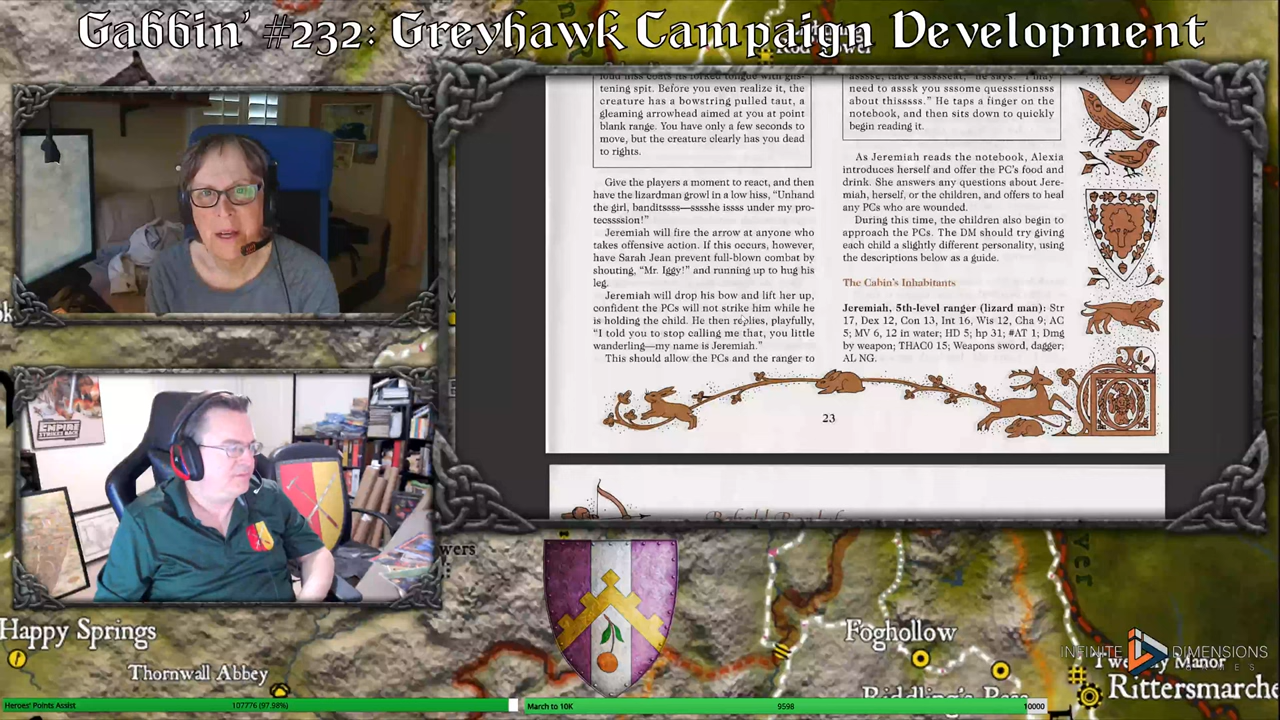 Gabbin' #232: Greyhawk Campaign Development
tening spit. Before you even realize it, the
creature has a bowstring pulled taut, a
gleaming arrowhead aimed at you at point
blank range. You have only a few seconds to
move, but the creature clearly has you dead
to rights.
Give the players a moment to react, and then
have the lizardman growl in a low hiss, "Unhand
the girl, banditssss—sssshe issss under my pro-
tecsssssion!"
Jeremiah will fire the arrow at anyone who
takes offensive action. If this occurs, however,
have Sarah Jean prevent full-blown combat by
shouting, "Mr. Iggy!" and running up to hug his
leg.
Jeremiah will drop his bow and lift her up,
confident the PCs will not strike him while he
is holding the child. He then replies, playfully,
"I told you to stop calling me that, you little
wanderling—my name is Jeremiah."
This should allow the PCs and the ranger to
need to asssk you sssome quessstionsss
about thisssss." He taps a finger on the
notebook, and then sits down to quickly
begin reading it.
As Jeremiah reads the notebook, Alexia
introduces herself and offer the PC's food and
drink. She answers any questions about Jere-
miah, herself, or the children, and offers to heal
any PCs who are wounded.
During this time, the children also begin to
approach the PCs. The DM should try giving
each child a slightly different personality, using
the descriptions below as a guide.
The Cabin's Inhabitants
Jeremiah, 5th-level ranger (lizard man): Str
17, Dex 12, Con 13, Int 16, Wis 12, Cha 9; AC
5; MV 6, 12 in water; HD 5; hp 31; #AT 1; Dmg
by weapon; THAC0 15; Weapons sword, dagger;
AL NG.
23
EMPIRE
STRIKES BACK
wers
Happy Springs
Thornwall Abbey
Foghollow
INFINITE DIMENSIONS
GAMES
Manor
Rittersmarche
Heroes' Points Assist
107776 (97.98%)
March to 10K
9598
10000